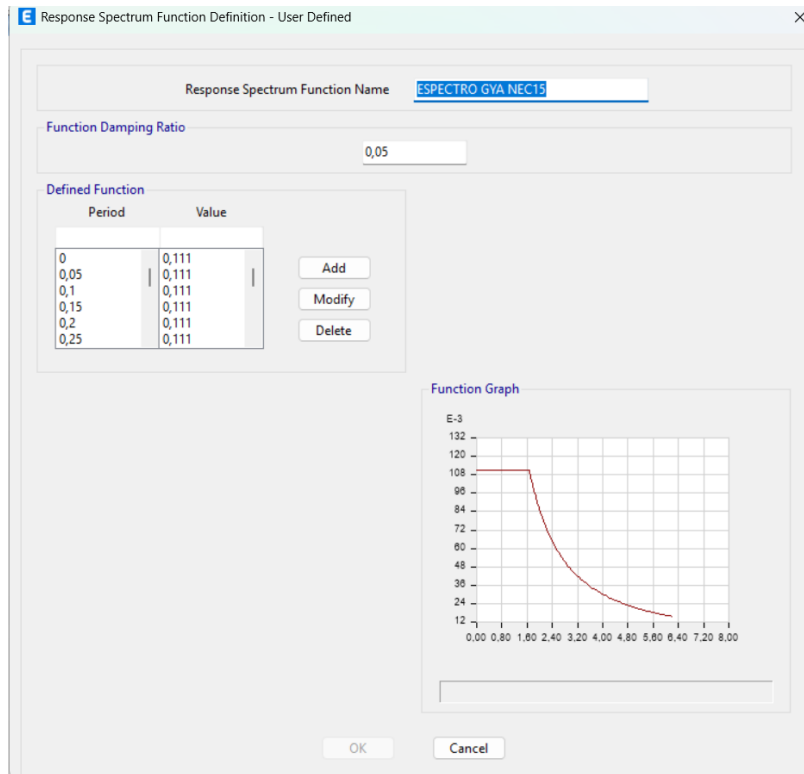 Response Spectrum Function Definition - User Defined
Response Spectrum Function Name ESPECTRO GYA NEC15
Function Damping Ratio
0,05
Defined Function
Period Value
0 0,111
0,05 0,111
0,1 0,111
0,15 0,111
0,2 0,111
0,25 0,111
Add
Modify
Delete
Function Graph
E-3
132
120
108
96
84
72
60
48
36
24
12
0,00 0,80 1,60 2,40 3,20 4,00 4,80 5,60 6,40 7,20 8,00
OK Cancel